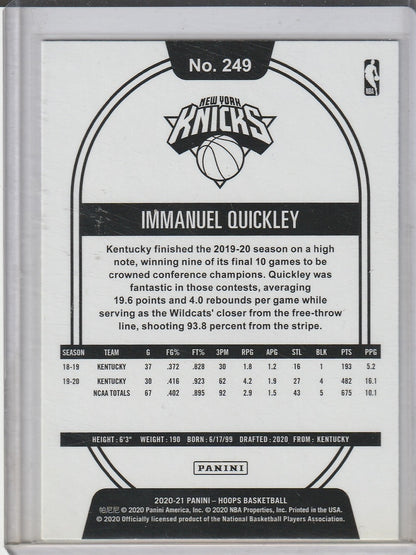 No. 249
NBA
NEW YORK
KNICKS
IMMANUEL QUICKLEY
Kentucky finished the 2019-20 season on a high
note, winning nine of its final 10 games to
be crowned conference champions. Quickley was
fantastic in those contests, averaging
19.6 points and 4.0 rebounds per game while
serving as the Wildcats' closer from the free-throw
line, shooting 93.8 percent from the stripe.
SEASON TEAM G FG% FT% 3PM RPG APG STL BLK PTS PPG
18-19 KENTUCKY 37 .372 .828 30 1.8 1.2 16 1 193 5.2
19-20 KENTUCKY 30 .416 .923 62 4.2 1.9 27 4 482 16.1
NCAA TOTALS 67 .402 .895 92 2.9 1.5 43 5 675 10.1
HEIGHT: 6'3" WEIGHT: 190 BORN: 6/17/99 DRAFTED: 2020 FROM: KENTUCKY
PANINI
2020-21 PANINI – HOOPS BASKETBALL
帕尼尼 © 2020 Panini America, Inc. © 2020 NBA Properties, Inc. Printed in the USA.
© 2020 Officially licensed product of the National Basketball Players Association.